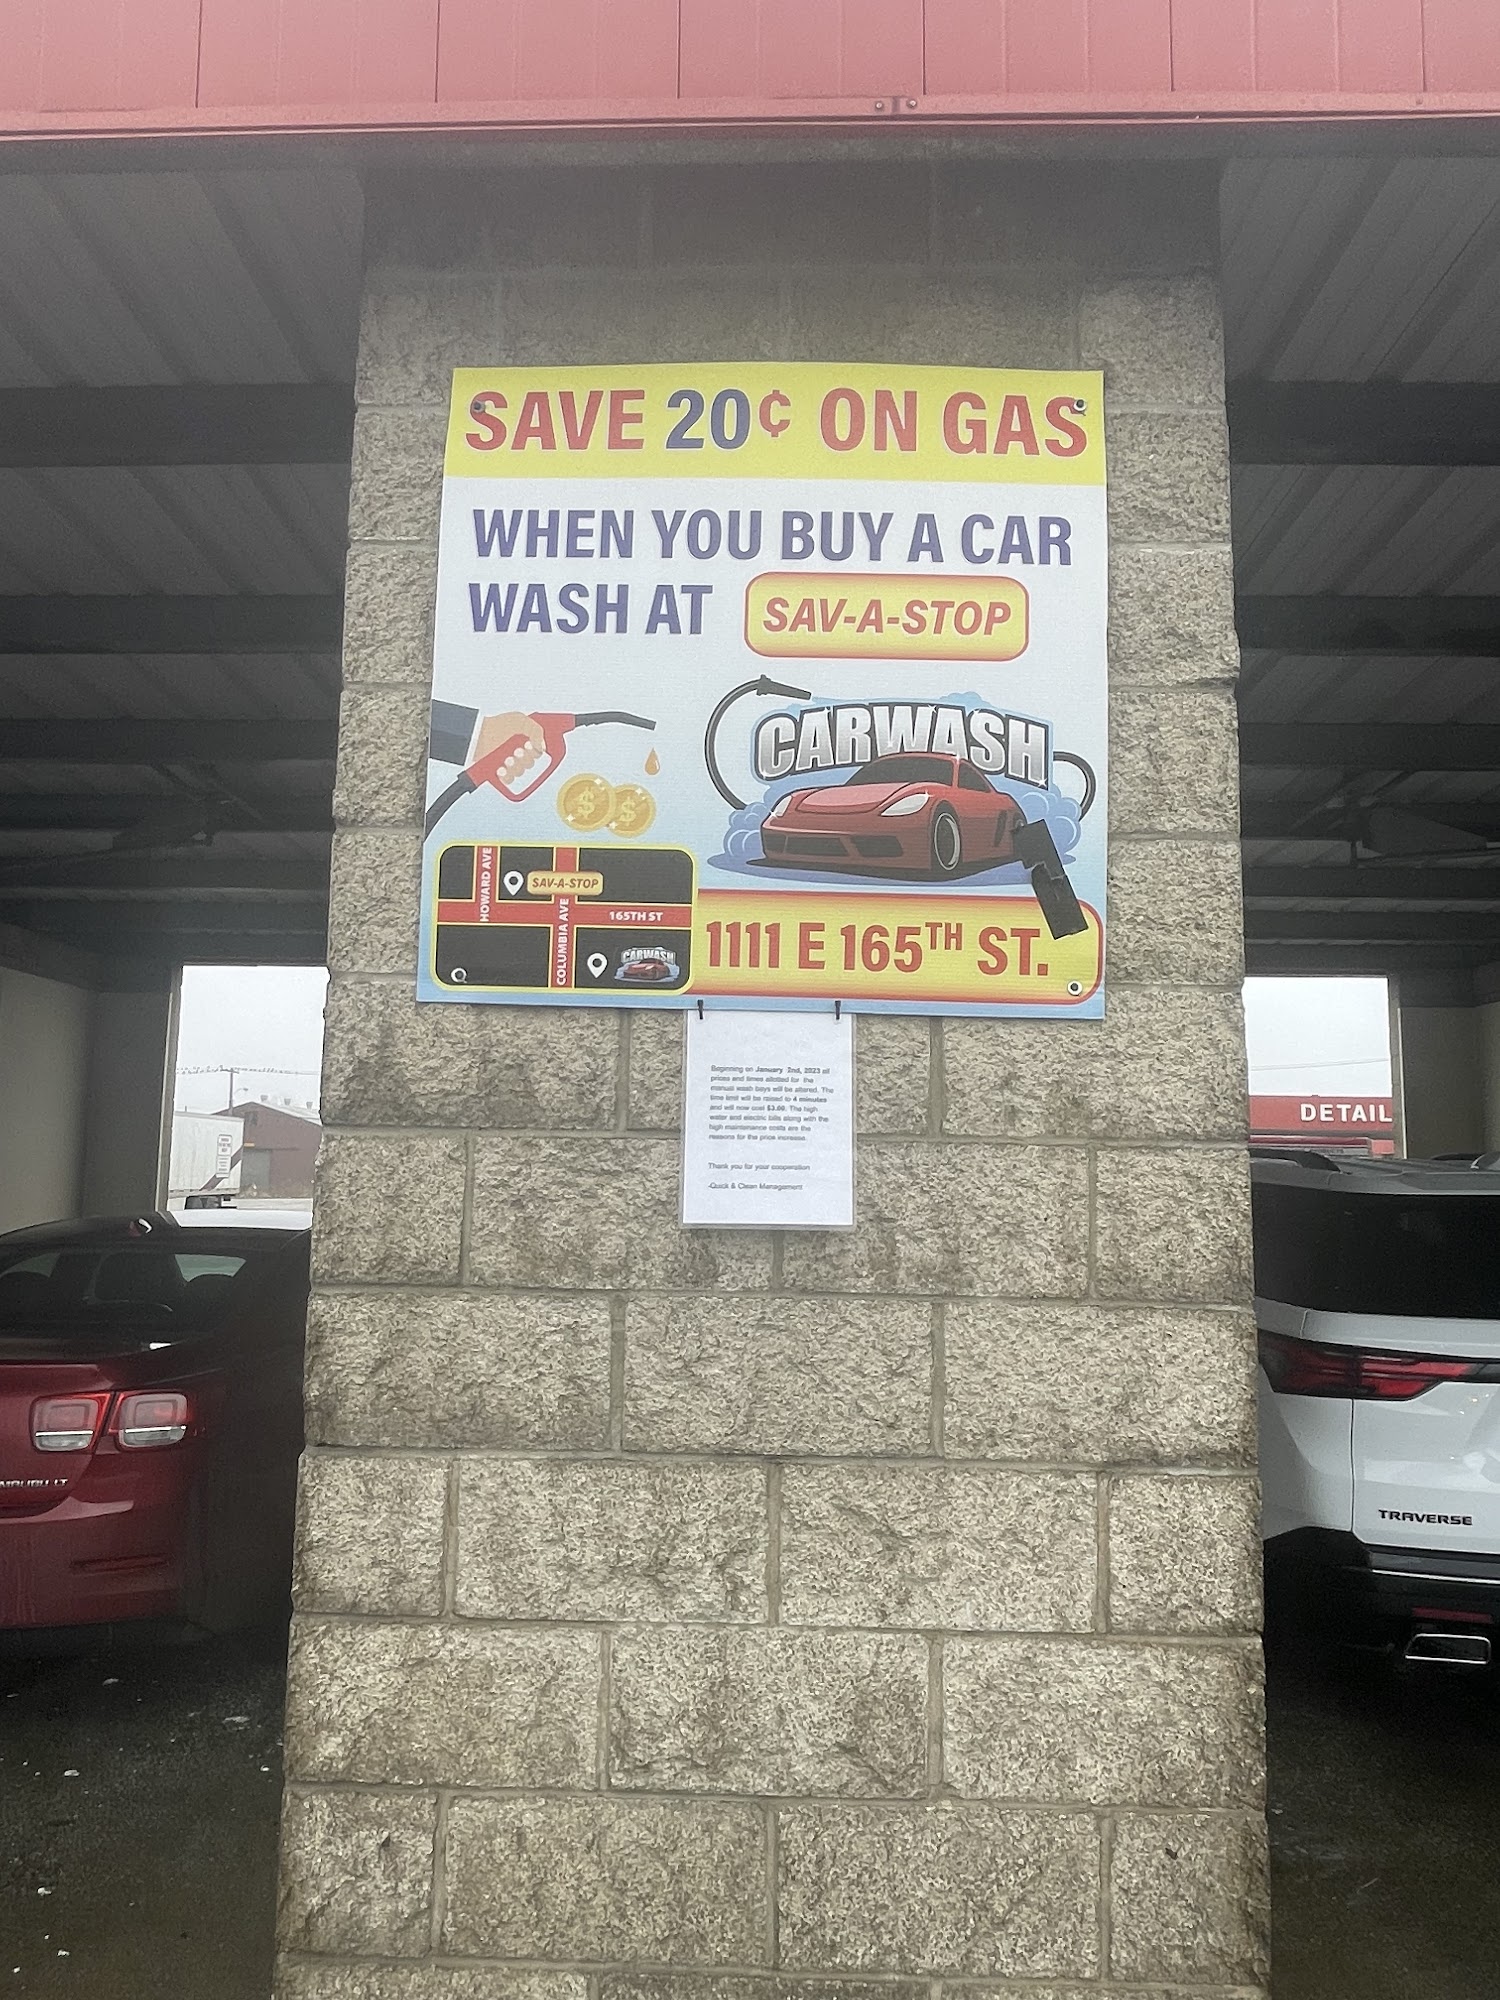 SAVE 20¢ ON GAS
WHEN YOU BUY A CAR
WASH AT SAV-A-STOP
CARWASH
HOWARD AVE
SAV-A-STOP
165TH ST
COLUMBIA AVE
CARWASH
1111 E 165TH ST.
Beginning on January 2nd, 2023 all
prices and times allotted for the
manual wash bays will be altered. The
time limit will be raised to 4 minutes
and will now cost $3.00. The high
water and electric bills along with the
high maintenance costs are the
reasons for the price increase.
Thank you for your cooperation
-Quick & Clean Management
DETAIL
MALIBU LT
TRAVERSE